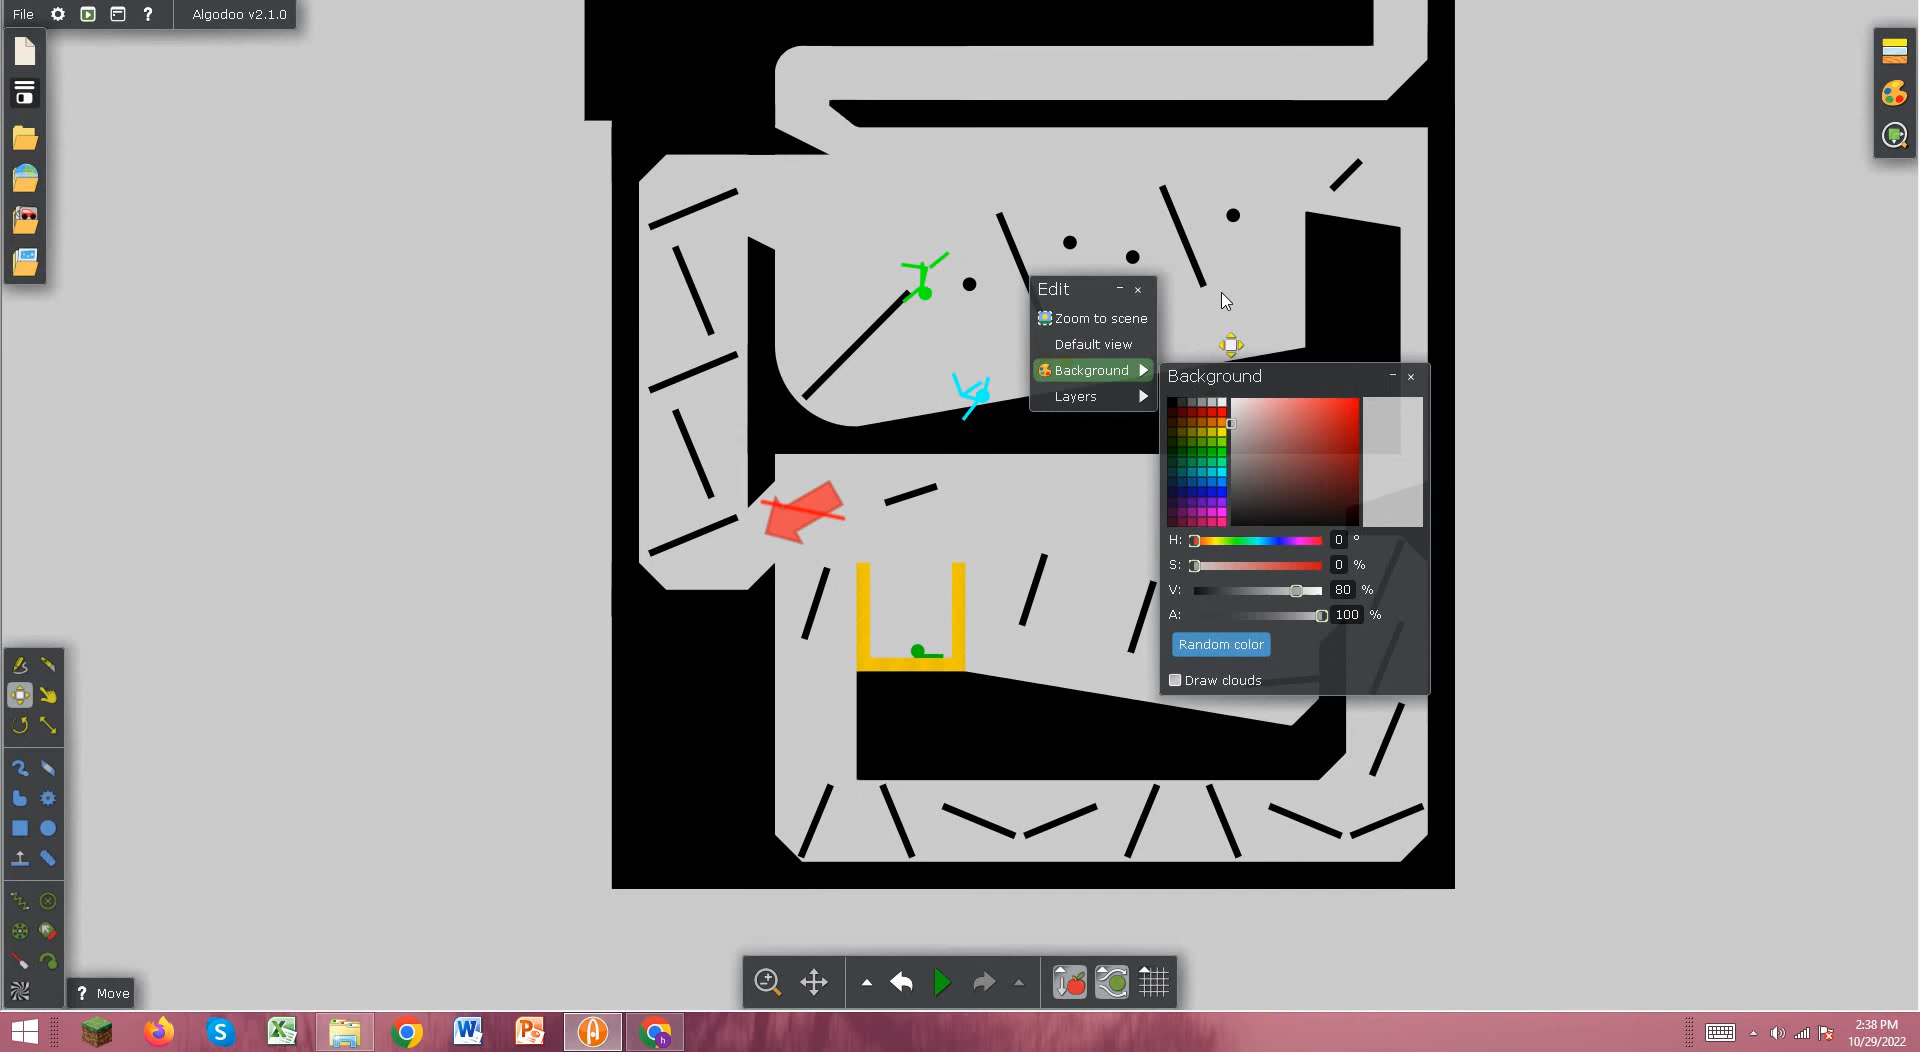 File ? Algodoo v2.1.0
Edit - ×
Zoom to scene
Default view
Background
Layers
Background - ×
H: 0 °
S: 0 %
V: 80 %
A: 100 %
Random color
Draw clouds
? Move
2:38 PM
10/29/2022